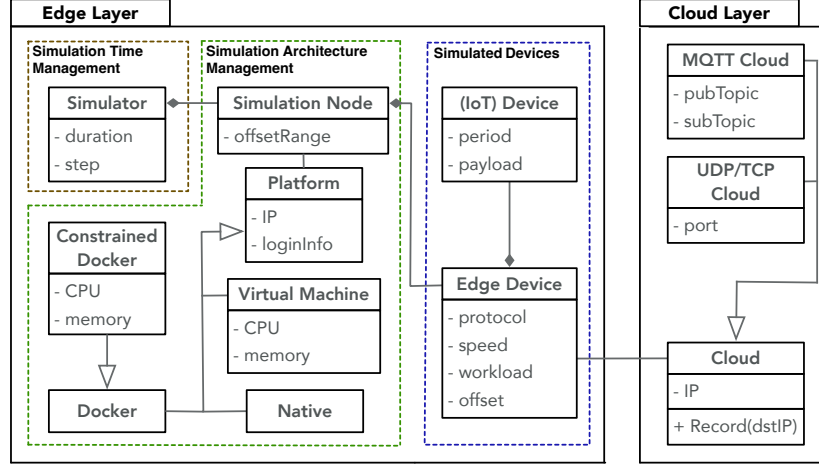 Edge Layer
Simulation Time
Management
Simulator
- duration
- step
Simulation Architecture
Management
Simulation Node
- offsetRange
Platform
- IP
- loginInfo
Constrained
Docker
- CPU
- memory
Virtual Machine
- CPU
- memory
Docker
Native
Simulated Devices
(IoT) Device
- period
- payload
Edge Device
- protocol
- speed
- workload
- offset
Cloud Layer
MQTT Cloud
- pubTopic
- subTopic
UDP/TCP
Cloud
- port
Cloud
- IP
+ Record(dstIP)